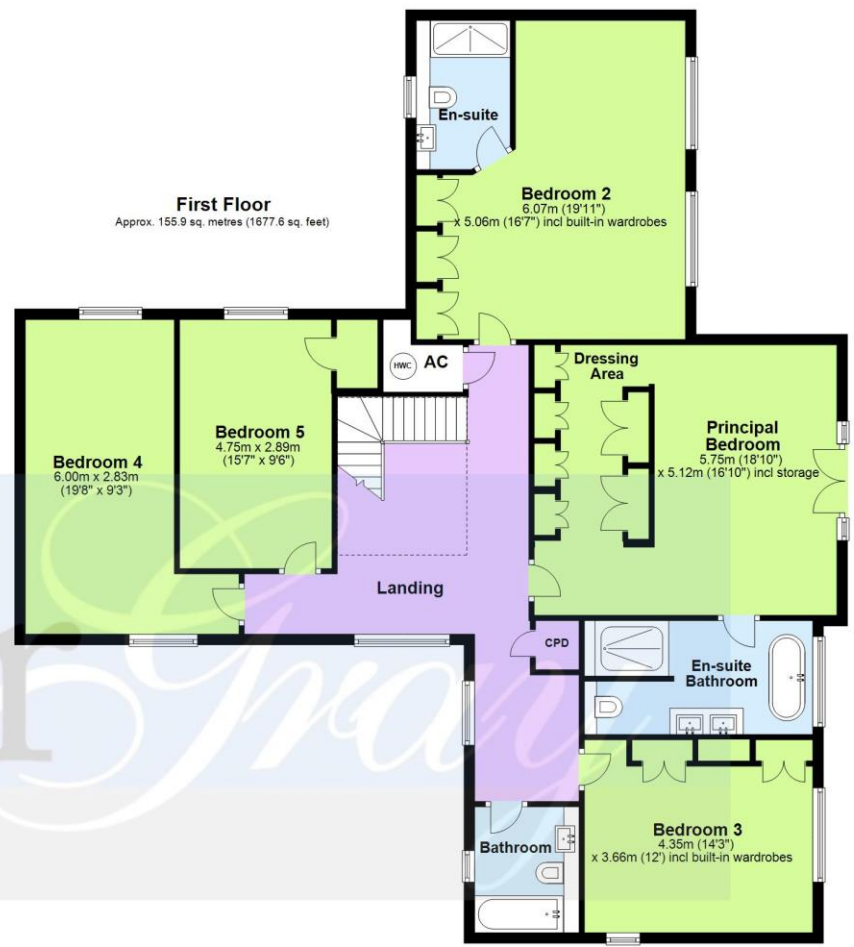 First Floor
Approx. 155.9 sq. metres (1677.6 sq. feet)
En-suite
Bedroom 2
6.07m (19'11")
x 5.06m (16'7") incl built-in wardrobes
HWC
AC
Dressing
Area
Principal
Bedroom
5.75m (18'10")
x 5.12m (16'10") incl storage
Bedroom 5
4.75m x 2.89m
(15'7" x 9'6")
Bedroom 4
6.00m x 2.83m
(19'8" x 9'3")
Landing
CPD
En-suite
Bathroom
r Gray
Bedroom 3
4.35m (14'3")
x 3.66m (12') incl built-in wardrobes
Bathroom